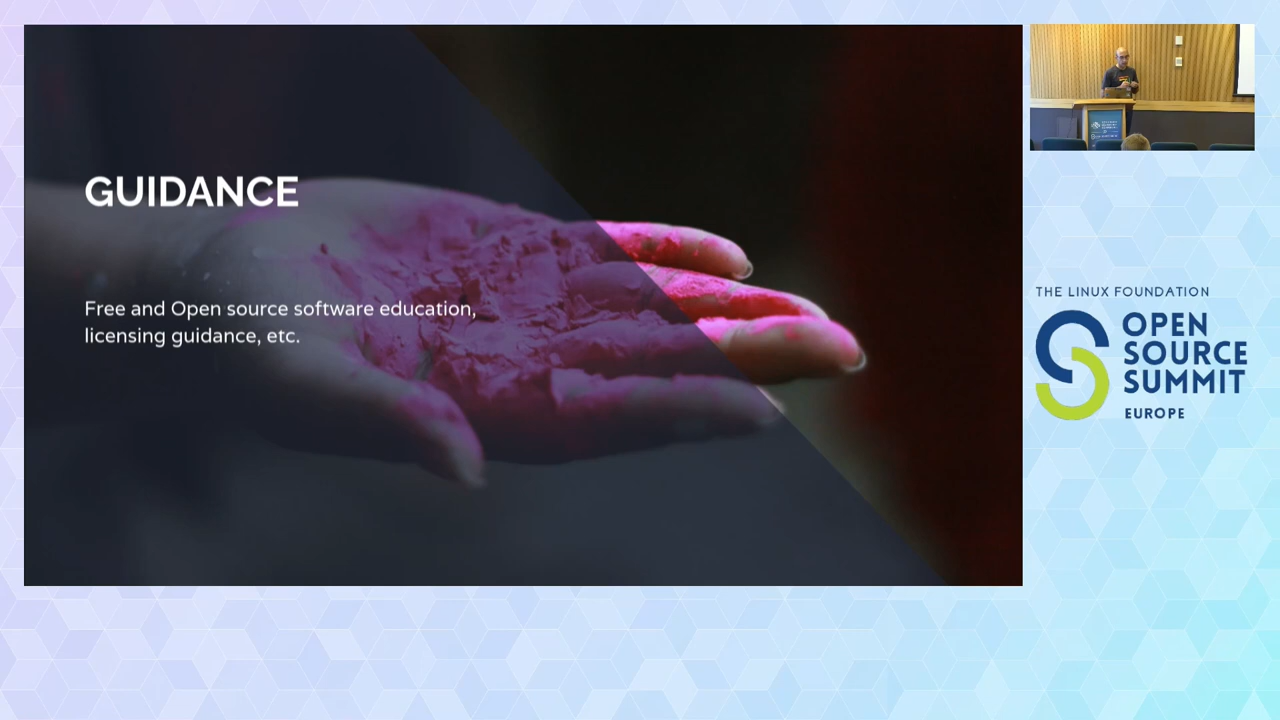 GUIDANCE
Free and Open source software education,
licensing guidance, etc.
THE LINUX FOUNDATION
OPEN
SOURCE
SUMMIT
EUROPE